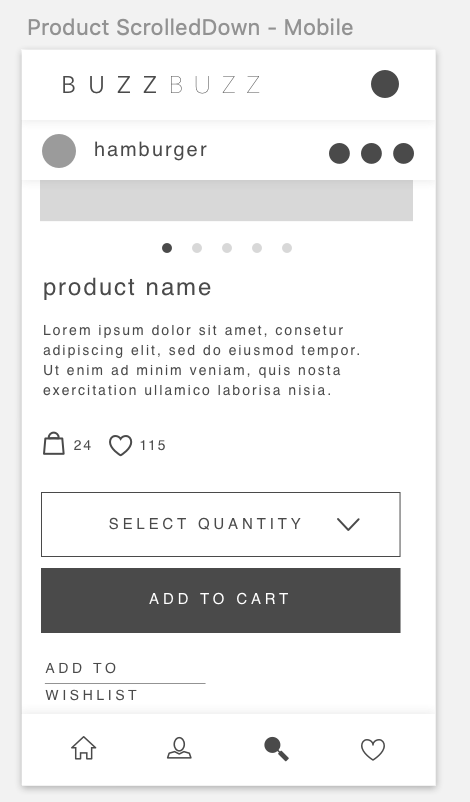 Product ScrolledDown - Mobile
BUZZBUZZ
hamburger
product name
Lorem ipsum dolor sit amet, consetur
adipiscing elit, sed do eiusmod tempor.
Ut enim ad minim veniam, quis nosta
exercitation ullamico laborisa nisia.
24 115
SELECT QUANTITY
ADD TO CART
ADD TO
WISHLIST